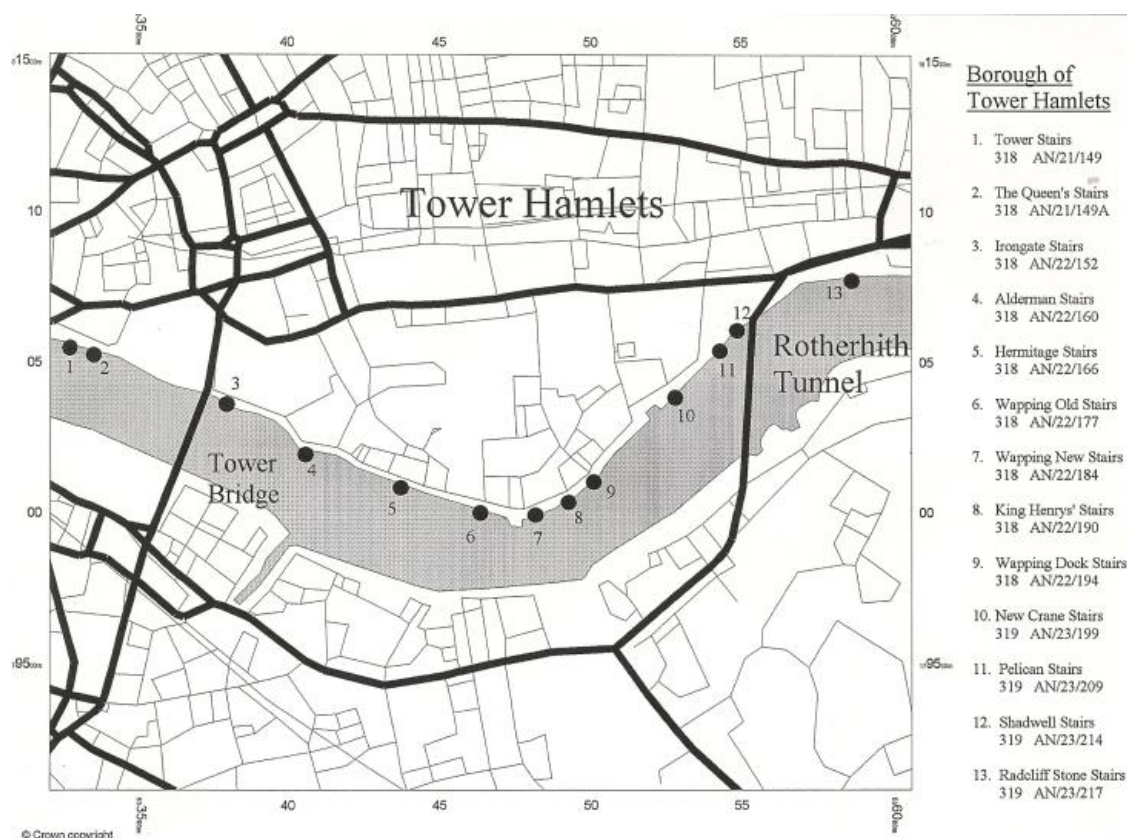 35
40
45
50
55
60
15
15
10
10
05
05
00
00
95
95
35
40
45
50
55
60
Tower Hamlets
Tower
Bridge
Rotherhith
Tunnel
1
2
3
4
5
6
7
8
9
10
11
12
13
© Crown copyright
Borough of
Tower Hamlets
1. Tower Stairs
318 AN/21/149
2. The Queen's Stairs
318 AN/21/149A
3. Irongate Stairs
318 AN/22/152
4. Alderman Stairs
318 AN/22/160
5. Hermitage Stairs
318 AN/22/166
6. Wapping Old Stairs
318 AN/22/177
7. Wapping New Stairs
318 AN/22/184
8. King Henrys' Stairs
318 AN/22/190
9. Wapping Dock Stairs
318 AN/22/194
10. New Crane Stairs
319 AN/23/199
11. Pelican Stairs
319 AN/23/209
12. Shadwell Stairs
319 AN/23/214
13. Radcliff Stone Stairs
319 AN/23/217